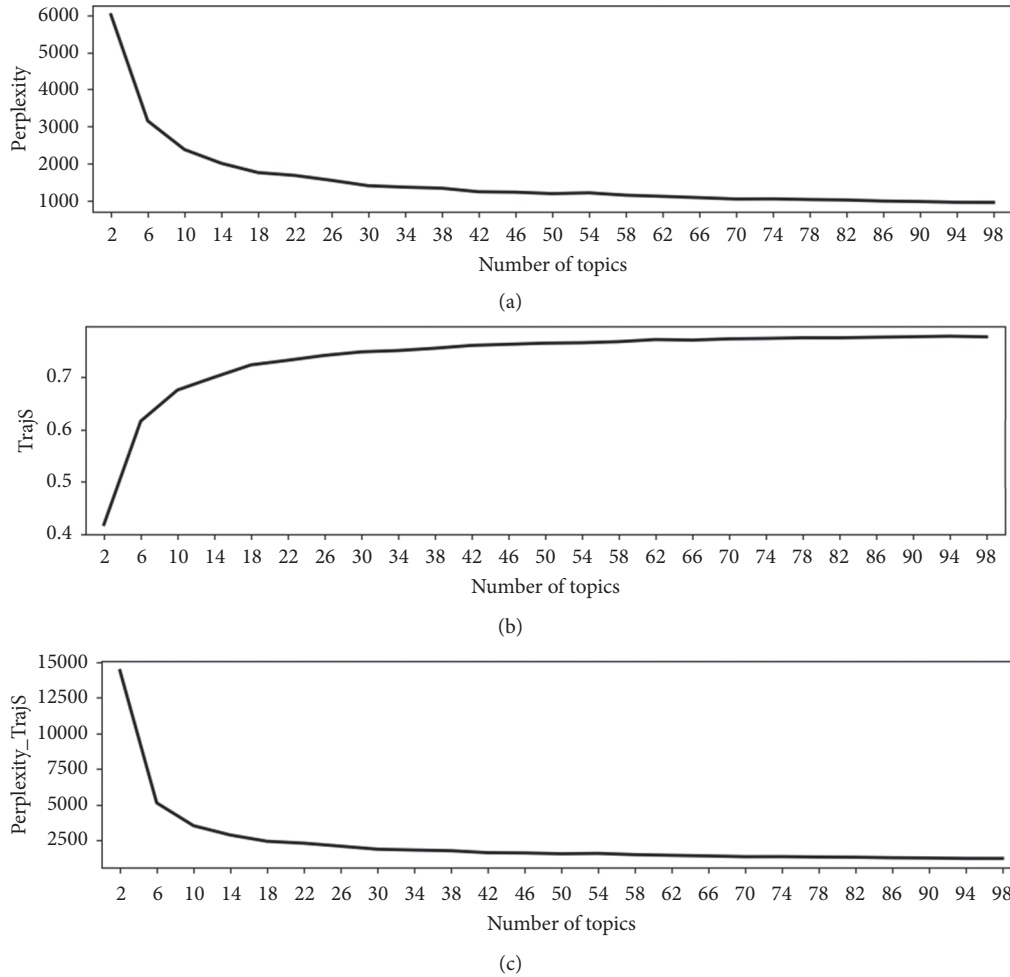 6000
5000
4000
3000
2000
1000
Perplexity
2 6 10 14 18 22 26 30 34 38 42 46 50 54 58 62 66 70 74 78 82 86 90 94 98
Number of topics
(a)
0.7
0.6
0.5
0.4
TrajS
2 6 10 14 18 22 26 30 34 38 42 46 50 54 58 62 66 70 74 78 82 86 90 94 98
Number of topics
(b)
15000
12500
10000
7500
5000
2500
Perplexity_TrajS
2 6 10 14 18 22 26 30 34 38 42 46 50 54 58 62 66 70 74 78 82 86 90 94 98
Number of topics
(c)